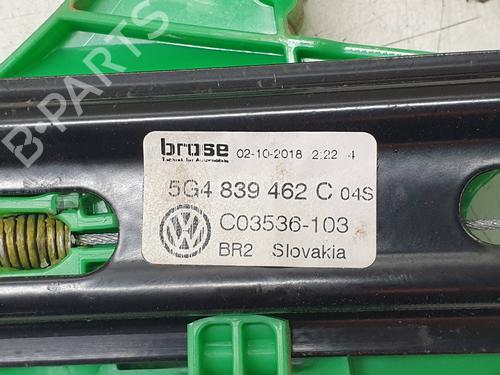 brose 02-10-2018 2:22 4
Technik für Automobile
5G4 839 462 C 04S
C03536-103
BR2 Slovakia
B-PARTS